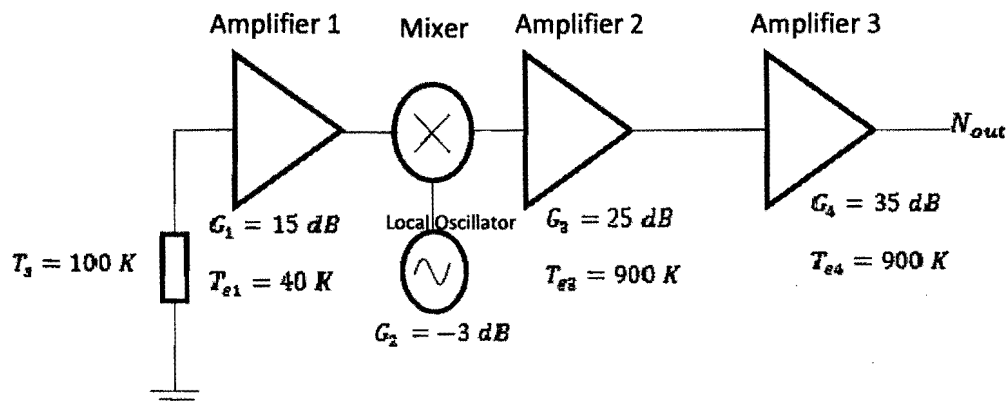 Amplifier 1
Mixer
Amplifier 2
Amplifier 3
N_out
G_1 = 15 dB
Local Oscillator
G_3 = 25 dB
G_4 = 35 dB
T_s = 100 K
T_e1 = 40 K
T_e3 = 900 K
T_e4 = 900 K
G_2 = −3 dB